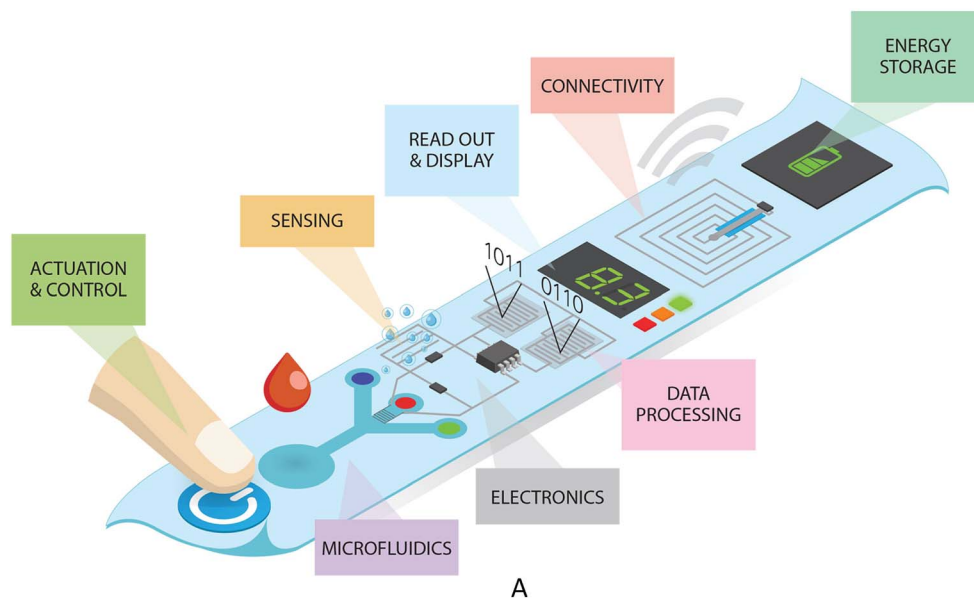 ENERGY
STORAGE
CONNECTIVITY
READ OUT
& DISPLAY
SENSING
ACTUATION
& CONTROL
1011
0110
DATA
PROCESSING
ELECTRONICS
MICROFLUIDICS
A